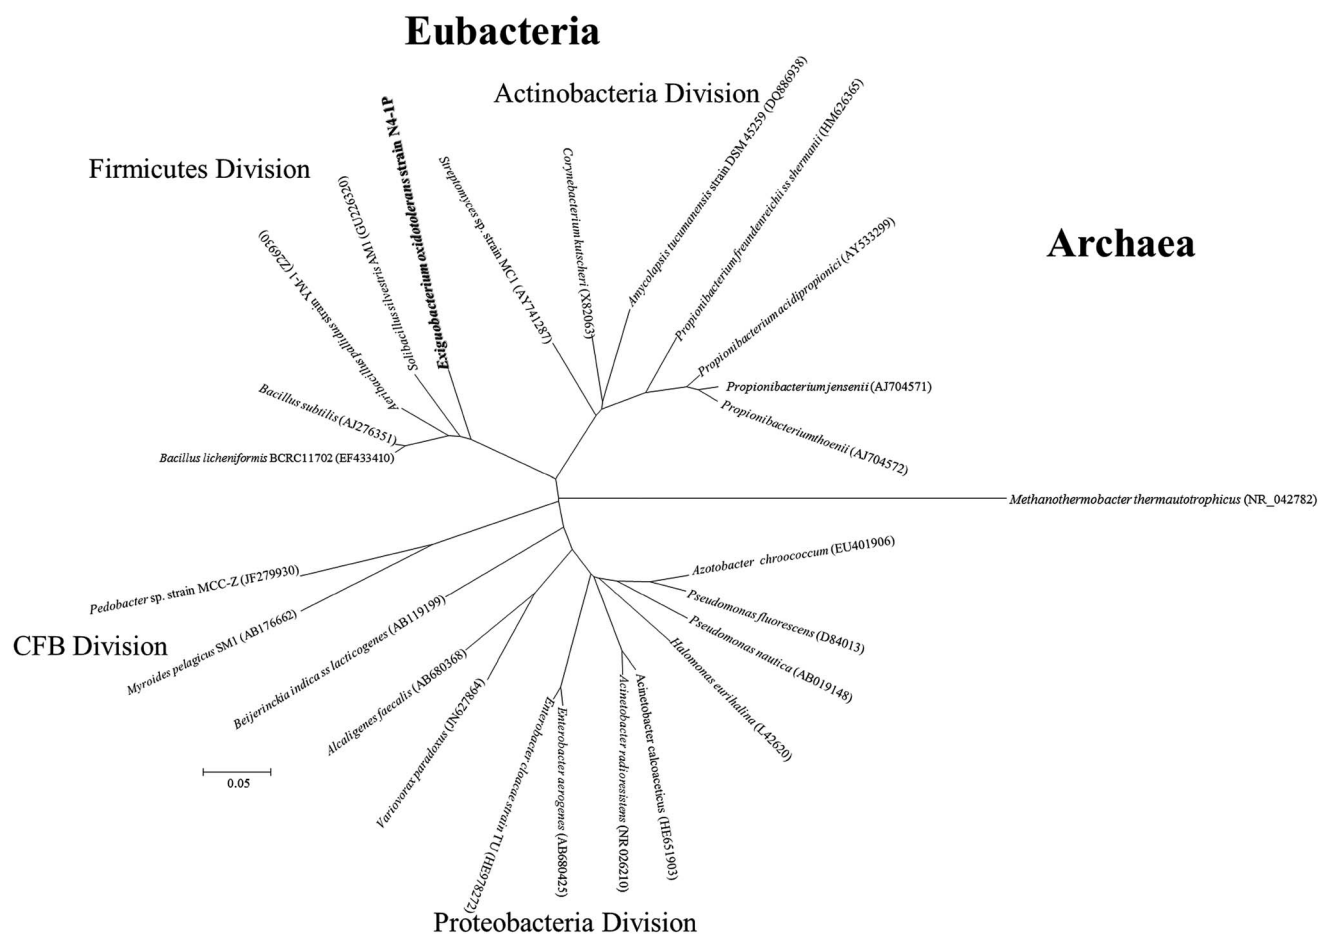 Eubacteria
Actinobacteria Division
Firmicutes Division
Archaea
Bacillus licheniformis BCRC11702 (EF433410)
Bacillus subtilis (AJ276351)
Aeribacillus pallidus strain YM-1 (Z26930)
Solibacillus silvestris AM1 (GU226320)
Exiguobacterium oxidotolerans strain N4-1P
Streptomyces sp. strain MC1 (AY741287)
Corynebacterium kutscheri (X82063)
Amycolapsis tucumanensis strain DSM 45259 (DQ886938)
Propionibacterium freundenreichii ss shermanii (HM626365)
Propionibacterium acidipropionici (AY533299)
Propionibacterium jensenii (AJ704571)
Propionibacterium thoenii (AJ704572)
Methanothermobacter thermautotrophicus (NR_042782)
Azotobacter chroococcum (EU401906)
Pseudomonas fluorescens (D84013)
Pseudomonas nautica (AB019148)
Halomonas eurihalina (L42620)
Acinetobacter calcoaceticus (HE651903)
Acinetobacter radioresistens (NR 026210)
Enterobacter aerogenes (AB680425)
Enterobacter cloacae strain TU (HE978272)
Variovorax paradoxus (JN627864)
Alcaligenes faecalis (AB680368)
Beijerinckia indica ss lacticogenes (AB119199)
Myroides pelagicus SM1 (AB176662)
Pedobacter sp. strain MCC-Z (JF279930)
CFB Division
0.05
Proteobacteria Division